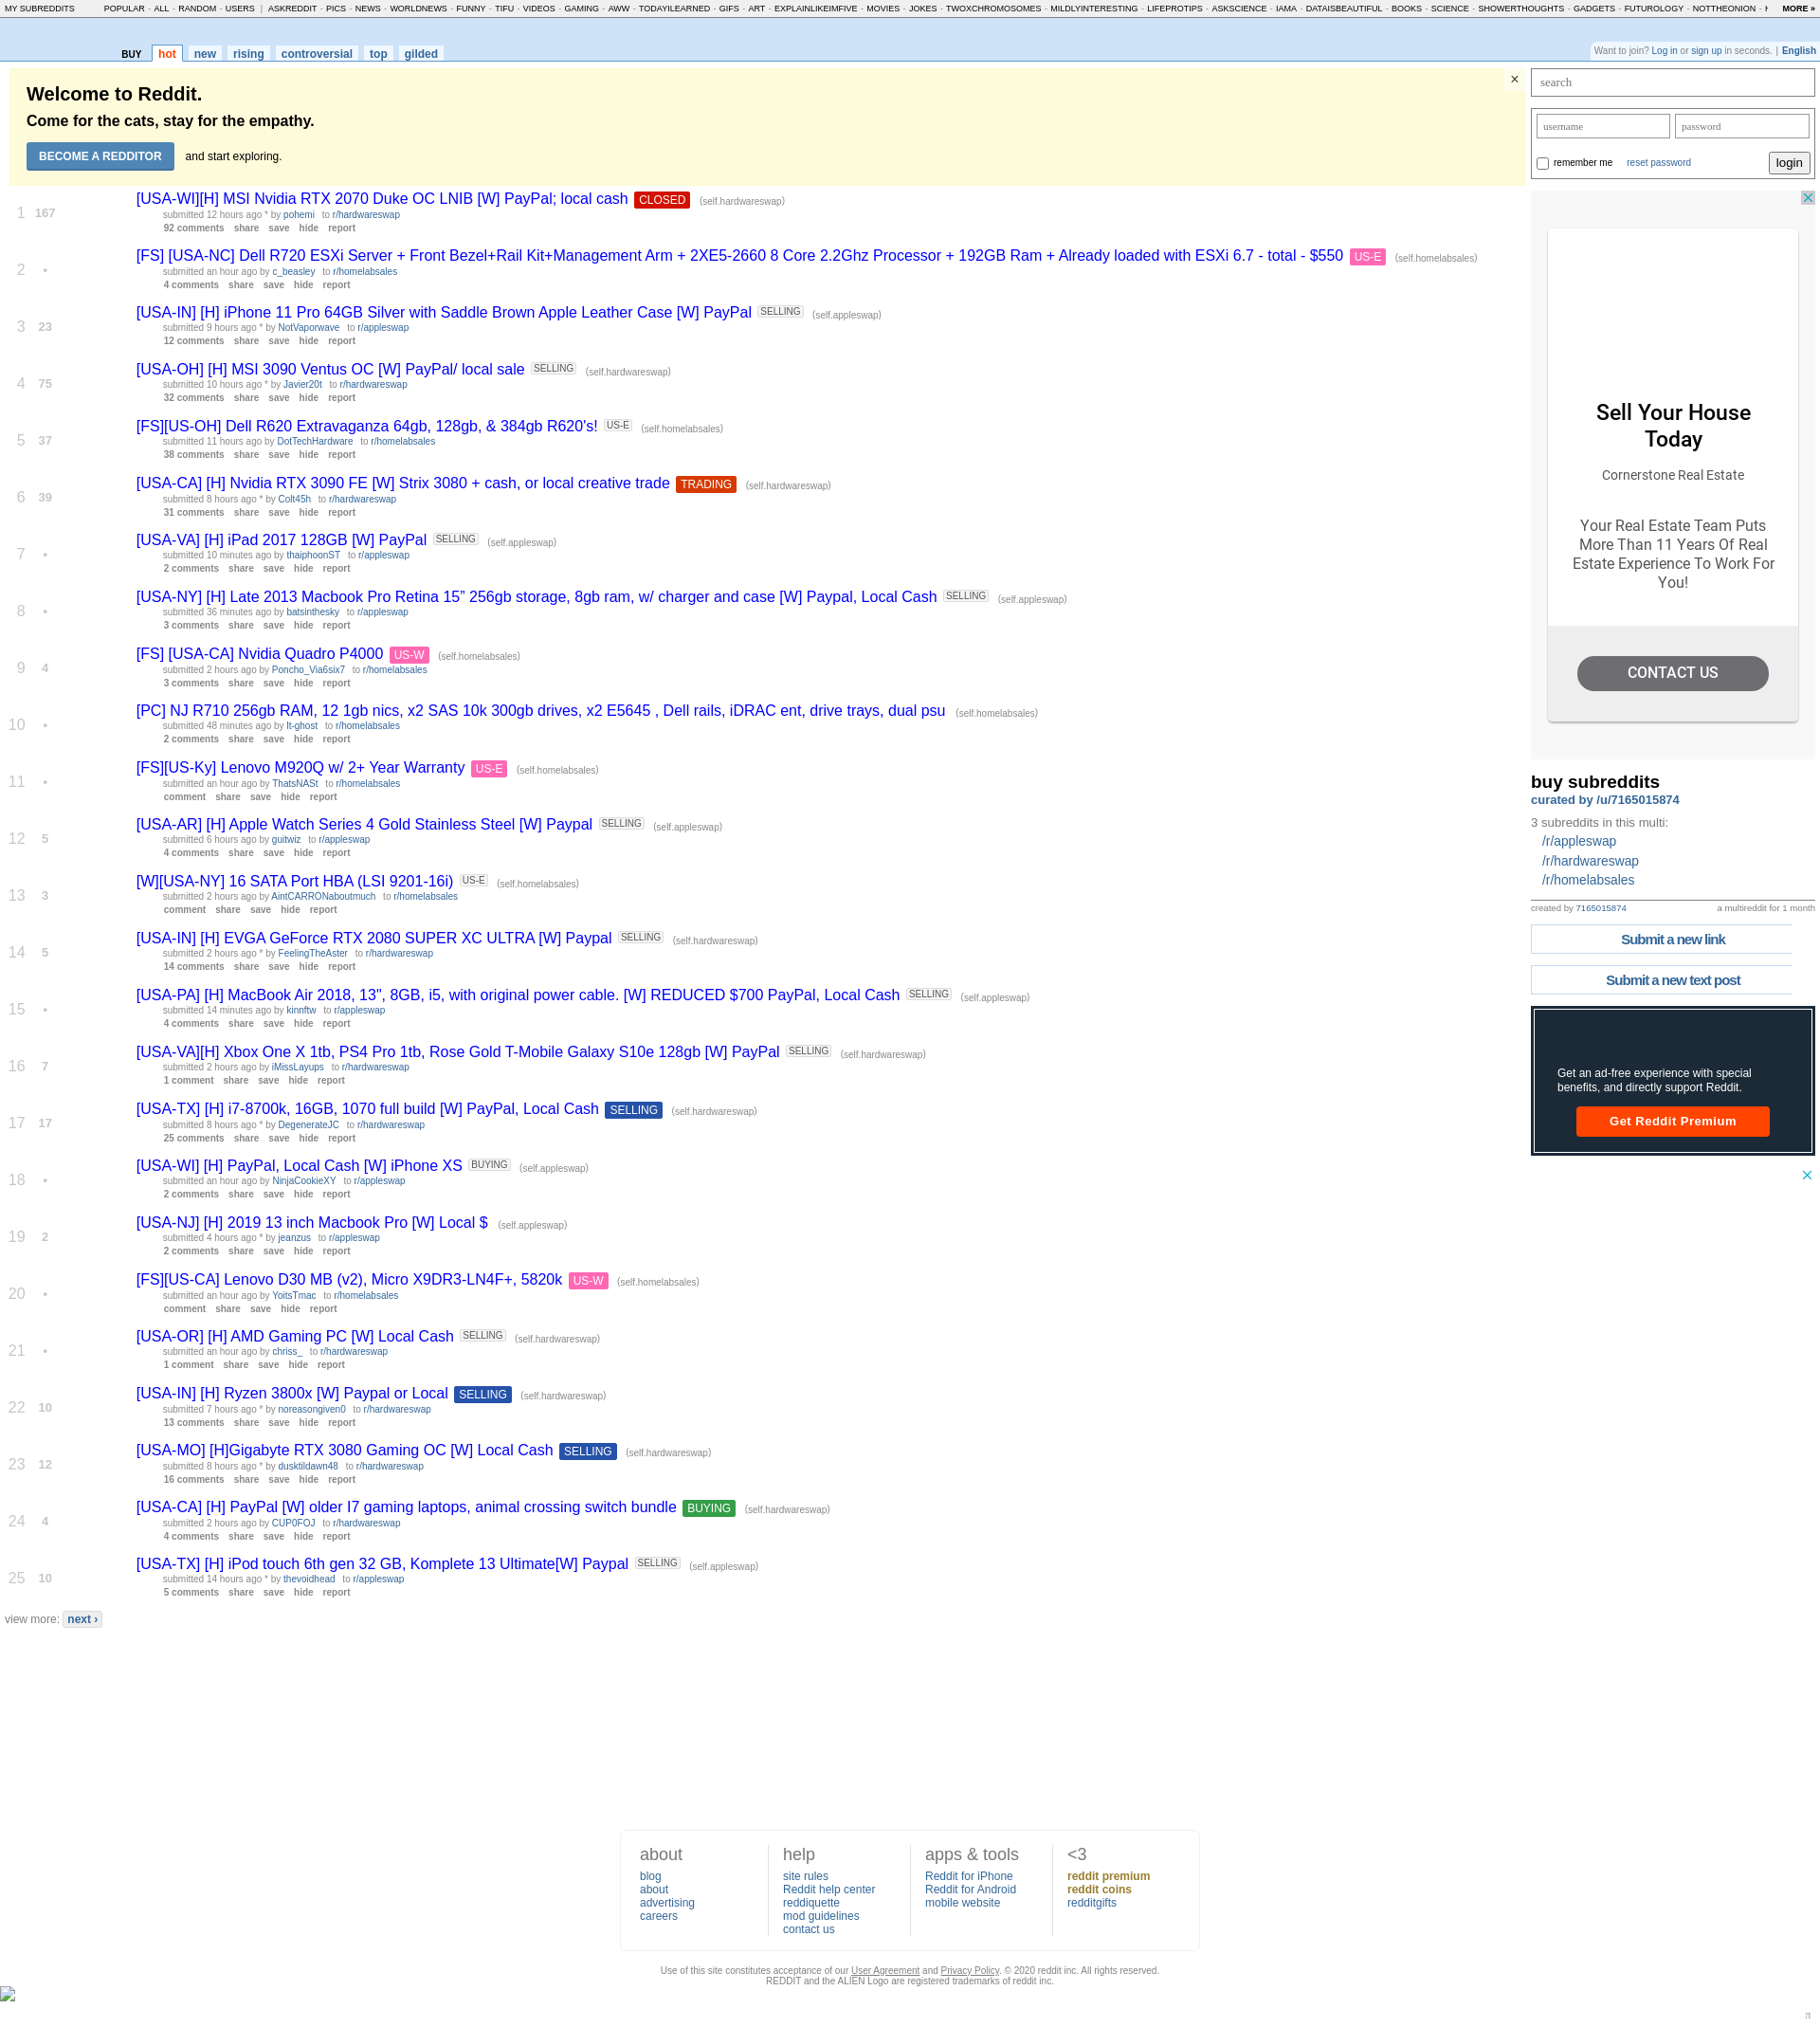 MY SUBREDDITS POPULAR - ALL - RANDOM - USERS | ASKREDDIT - PICS - NEWS - WORLDNEWS - FUNNY - TIFU - VIDEOS - GAMING - AWW - TODAYILEARNED - GIFS - ART - EXPLAINLIKEIMFIVE - MOVIES - JOKES - TWOXCHROMOSOMES - MILDLYINTERESTING - LIFEPROTIPS - ASKSCIENCE - IAMA - DATAISBEAUTIFUL - BOOKS - SCIENCE - SHOWERTHOUGHTS - GADGETS - FUTUROLOGY - NOTTHEONION - MORE »
BUY hot new rising controversial top gilded
Want to join? Log in or sign up in seconds. | English
Welcome to Reddit.
Come for the cats, stay for the empathy.
BECOME A REDDITOR and start exploring.
×
1 167 [USA-WI][H] MSI Nvidia RTX 2070 Duke OC LNIB [W] PayPal; local cash CLOSED (self.hardwareswap)
submitted 12 hours ago * by pohemi to r/hardwareswap
92 comments share save hide report
2 • [FS] [USA-NC] Dell R720 ESXi Server + Front Bezel+Rail Kit+Management Arm + 2XE5-2660 8 Core 2.2Ghz Processor + 192GB Ram + Already loaded with ESXi 6.7 - total - $550 US-E (self.homelabsales)
submitted an hour ago by c_beasley to r/homelabsales
4 comments share save hide report
3 23 [USA-IN] [H] iPhone 11 Pro 64GB Silver with Saddle Brown Apple Leather Case [W] PayPal SELLING (self.appleswap)
submitted 9 hours ago * by NotVaporwave to r/appleswap
12 comments share save hide report
4 75 [USA-OH] [H] MSI 3090 Ventus OC [W] PayPal/ local sale SELLING (self.hardwareswap)
submitted 10 hours ago * by Javier20t to r/hardwareswap
32 comments share save hide report
5 37 [FS][US-OH] Dell R620 Extravaganza 64gb, 128gb, & 384gb R620's! US-E (self.homelabsales)
submitted 11 hours ago by DotTechHardware to r/homelabsales
38 comments share save hide report
6 39 [USA-CA] [H] Nvidia RTX 3090 FE [W] Strix 3080 + cash, or local creative trade TRADING (self.hardwareswap)
submitted 8 hours ago * by Colt45h to r/hardwareswap
31 comments share save hide report
7 • [USA-VA] [H] iPad 2017 128GB [W] PayPal SELLING (self.appleswap)
submitted 10 minutes ago by thaiphoonST to r/appleswap
2 comments share save hide report
8 • [USA-NY] [H] Late 2013 Macbook Pro Retina 15” 256gb storage, 8gb ram, w/ charger and case [W] Paypal, Local Cash SELLING (self.appleswap)
submitted 36 minutes ago by batsinthesky to r/appleswap
3 comments share save hide report
9 4 [FS] [USA-CA] Nvidia Quadro P4000 US-W (self.homelabsales)
submitted 2 hours ago by Poncho_Via6six7 to r/homelabsales
3 comments share save hide report
10 • [PC] NJ R710 256gb RAM, 12 1gb nics, x2 SAS 10k 300gb drives, x2 E5645 , Dell rails, iDRAC ent, drive trays, dual psu (self.homelabsales)
submitted 48 minutes ago by lt-ghost to r/homelabsales
2 comments share save hide report
11 • [FS][US-Ky] Lenovo M920Q w/ 2+ Year Warranty US-E (self.homelabsales)
submitted an hour ago by ThatsNASt to r/homelabsales
comment share save hide report
12 5 [USA-AR] [H] Apple Watch Series 4 Gold Stainless Steel [W] Paypal SELLING (self.appleswap)
submitted 6 hours ago by guitwiz to r/appleswap
4 comments share save hide report
13 3 [W][USA-NY] 16 SATA Port HBA (LSI 9201-16i) US-E (self.homelabsales)
submitted 2 hours ago by AintCARRONaboutmuch to r/homelabsales
comment share save hide report
14 5 [USA-IN] [H] EVGA GeForce RTX 2080 SUPER XC ULTRA [W] Paypal SELLING (self.hardwareswap)
submitted 2 hours ago * by FeelingTheAster to r/hardwareswap
14 comments share save hide report
15 • [USA-PA] [H] MacBook Air 2018, 13", 8GB, i5, with original power cable. [W] REDUCED $700 PayPal, Local Cash SELLING (self.appleswap)
submitted 14 minutes ago by kinnftw to r/appleswap
4 comments share save hide report
16 7 [USA-VA][H] Xbox One X 1tb, PS4 Pro 1tb, Rose Gold T-Mobile Galaxy S10e 128gb [W] PayPal SELLING (self.hardwareswap)
submitted 2 hours ago by iMissLayups to r/hardwareswap
1 comment share save hide report
17 17 [USA-TX] [H] i7-8700k, 16GB, 1070 full build [W] PayPal, Local Cash SELLING (self.hardwareswap)
submitted 8 hours ago * by DegenerateJC to r/hardwareswap
25 comments share save hide report
18 • [USA-WI] [H] PayPal, Local Cash [W] iPhone XS BUYING (self.appleswap)
submitted an hour ago by NinjaCookieXY to r/appleswap
2 comments share save hide report
19 2 [USA-NJ] [H] 2019 13 inch Macbook Pro [W] Local $ (self.appleswap)
submitted 4 hours ago * by jeanzus to r/appleswap
2 comments share save hide report
20 • [FS][US-CA] Lenovo D30 MB (v2), Micro X9DR3-LN4F+, 5820k US-W (self.homelabsales)
submitted an hour ago by YoitsTmac to r/homelabsales
comment share save hide report
21 • [USA-OR] [H] AMD Gaming PC [W] Local Cash SELLING (self.hardwareswap)
submitted an hour ago by chriss_ to r/hardwareswap
1 comment share save hide report
22 10 [USA-IN] [H] Ryzen 3800x [W] Paypal or Local SELLING (self.hardwareswap)
submitted 7 hours ago * by noreasongiven0 to r/hardwareswap
13 comments share save hide report
23 12 [USA-MO] [H]Gigabyte RTX 3080 Gaming OC [W] Local Cash SELLING (self.hardwareswap)
submitted 8 hours ago * by dusktildawn48 to r/hardwareswap
16 comments share save hide report
24 4 [USA-CA] [H] PayPal [W] older I7 gaming laptops, animal crossing switch bundle BUYING (self.hardwareswap)
submitted 2 hours ago by CUP0FOJ to r/hardwareswap
4 comments share save hide report
25 10 [USA-TX] [H] iPod touch 6th gen 32 GB, Komplete 13 Ultimate[W] Paypal SELLING (self.appleswap)
submitted 14 hours ago * by thevoidhead to r/appleswap
5 comments share save hide report
view more: next ›
search
username password
remember me reset password login
Sell Your House
Today
Cornerstone Real Estate
Your Real Estate Team Puts
More Than 11 Years Of Real
Estate Experience To Work For
You!
CONTACT US
buy subreddits
curated by /u/7165015874
3 subreddits in this multi:
/r/appleswap
/r/hardwareswap
/r/homelabsales
created by 7165015874 a multireddit for 1 month
Submit a new link
Submit a new text post
Get an ad-free experience with special
benefits, and directly support Reddit.
Get Reddit Premium
about
blog
about
advertising
careers
help
site rules
Reddit help center
reddiquette
mod guidelines
contact us
apps & tools
Reddit for iPhone
Reddit for Android
mobile website
<3
reddit premium
reddit coins
redditgifts
Use of this site constitutes acceptance of our User Agreement and Privacy Policy. © 2020 reddit inc. All rights reserved.
REDDIT and the ALIEN Logo are registered trademarks of reddit inc.
π